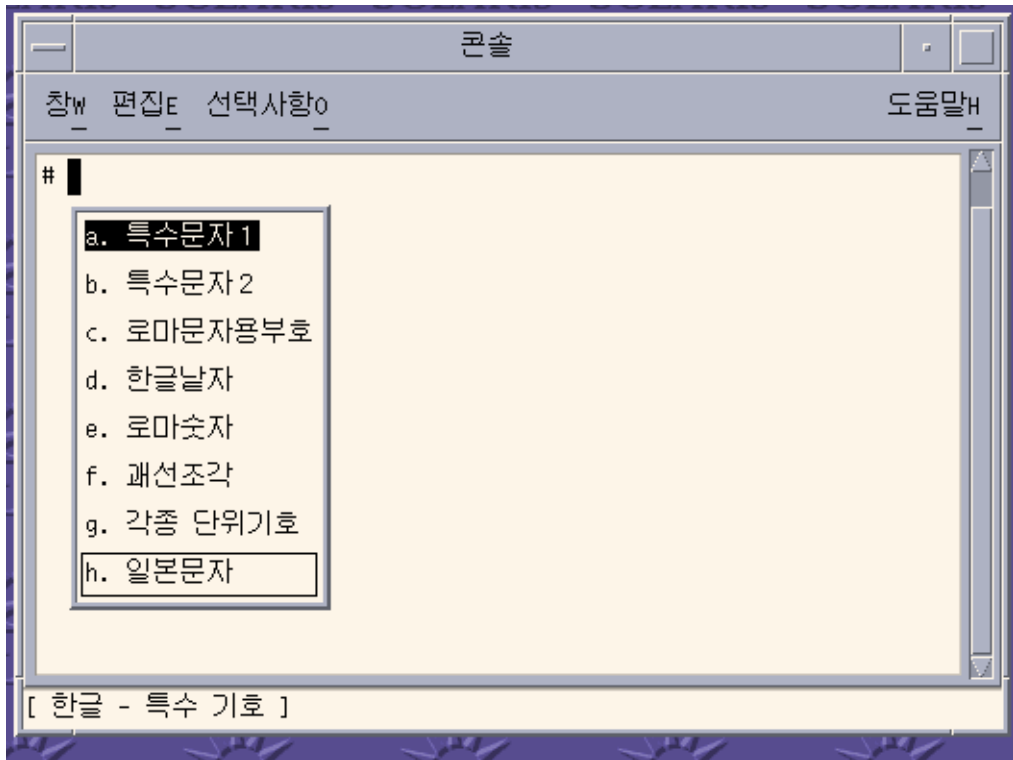 콘솔
창W 편집E 선택사항O 도움말H
#
a. 특수문자1
b. 특수문자2
c. 로마문자용부호
d. 한글낱자
e. 로마숫자
f. 괘선조각
g. 각종 단위기호
h. 일본문자
[ 한글 - 특수 기호 ]